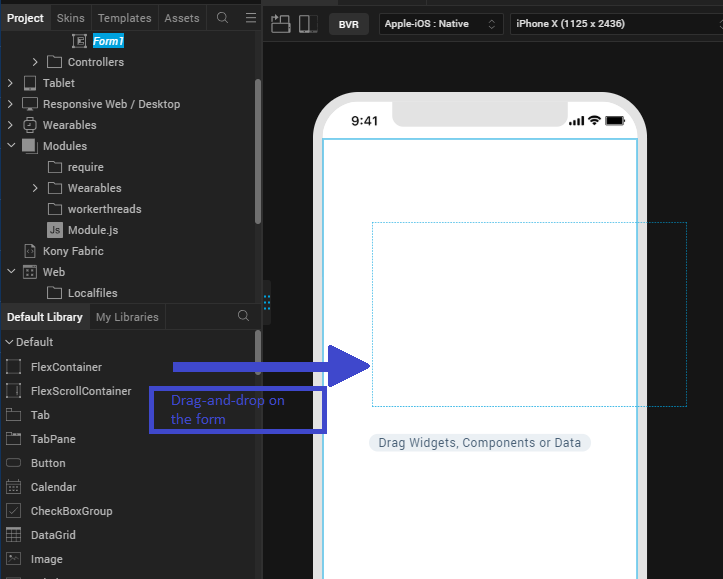 Project Skins Templates Assets
BVR Apple-iOS : Native iPhone X (1125 x 2436)
Form1
Controllers
Tablet
Responsive Web / Desktop
Wearables
Modules
require
Wearables
workerthreads
Js Module.js
Kony Fabric
Web
Localfiles
Default Library My Libraries
Default
FlexContainer
FlexScrollContainer
Tab
TabPane
Button
Calendar
CheckBoxGroup
DataGrid
Image
9:41
Drag-and-drop on
the form
Drag Widgets, Components or Data